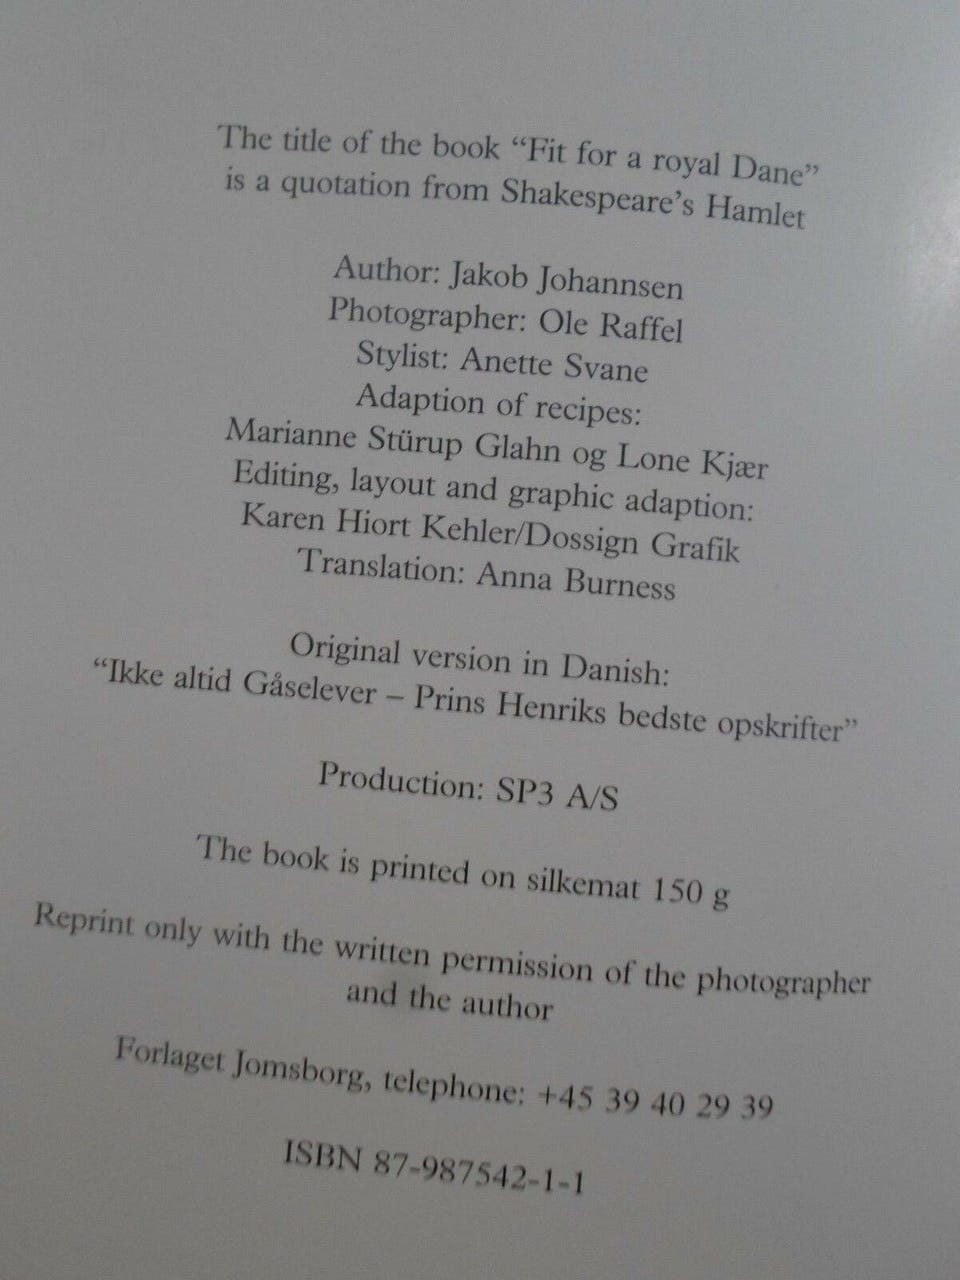 The title of the book “Fit for a royal Dane”
is a quotation from Shakespeare’s Hamlet
Author: Jakob Johannsen
Photographer: Ole Raffel
Stylist: Anette Svane
Adaption of recipes:
Marianne Stürup Glahn og Lone Kjær
Editing, layout and graphic adaption:
Karen Hiort Kehler/Dossign Grafik
Translation: Anna Burness
Original version in Danish:
“Ikke altid Gåselever – Prins Henriks bedste opskrifter”
Production: SP3 A/S
The book is printed on silkemat 150 g
Reprint only with the written permission of the photographer
and the author
Forlaget Jomsborg, telephone: +45 39 40 29 39
ISBN 87-987542-1-1